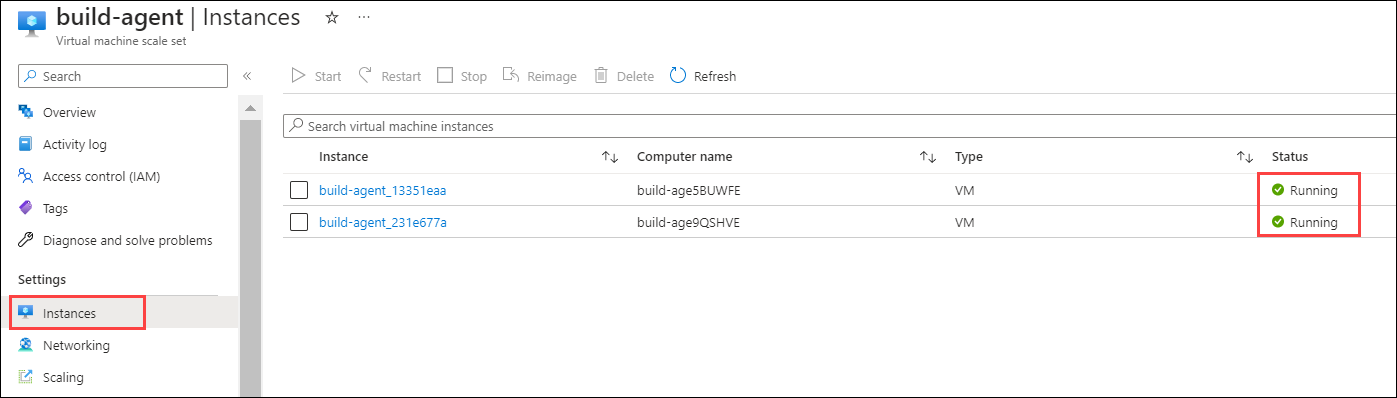 build-agent | Instances ☆ ···
Virtual machine scale set
Search «
Overview
Activity log
Access control (IAM)
Tags
Diagnose and solve problems
Settings
Instances
Networking
Scaling
Start Restart Stop Reimage Delete Refresh
Search virtual machine instances
Instance ↑↓ Computer name ↑↓ Type ↑↓ Status
build-agent_13351eaa build-age5BUWFE VM Running
build-agent_231e677a build-age9QSHVE VM Running